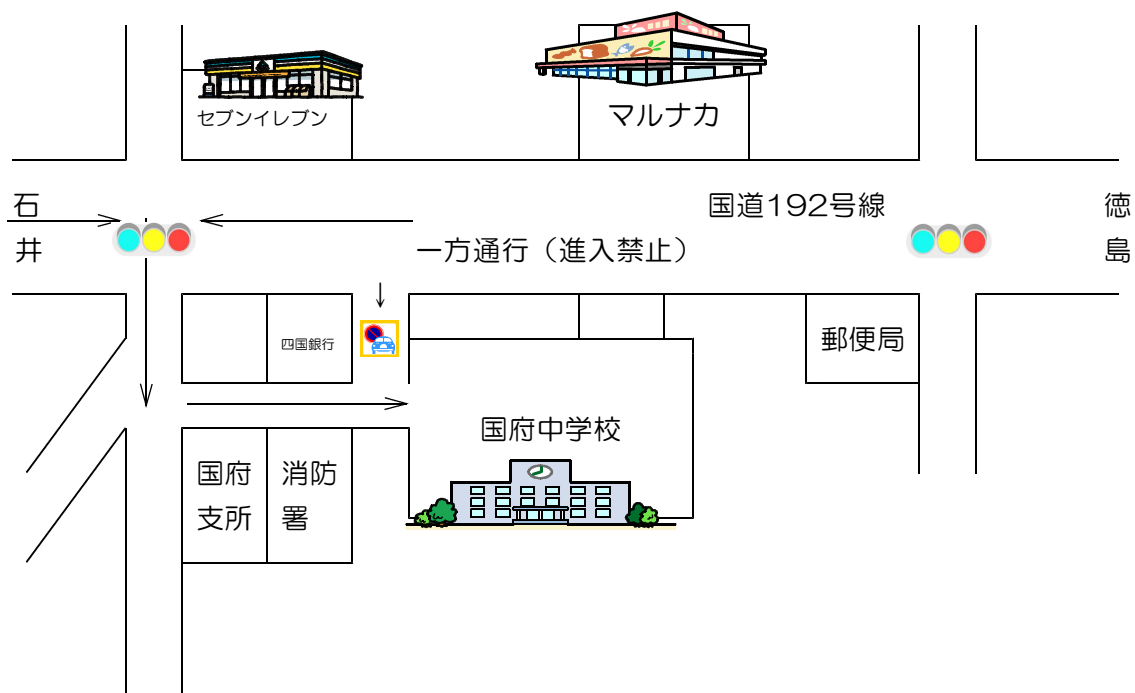 セブンイレブン
マルナカ
石井
国道192号線
徳島
一方通行（進入禁止）
四国銀行
郵便局
国府中学校
国府
支所
消防
署